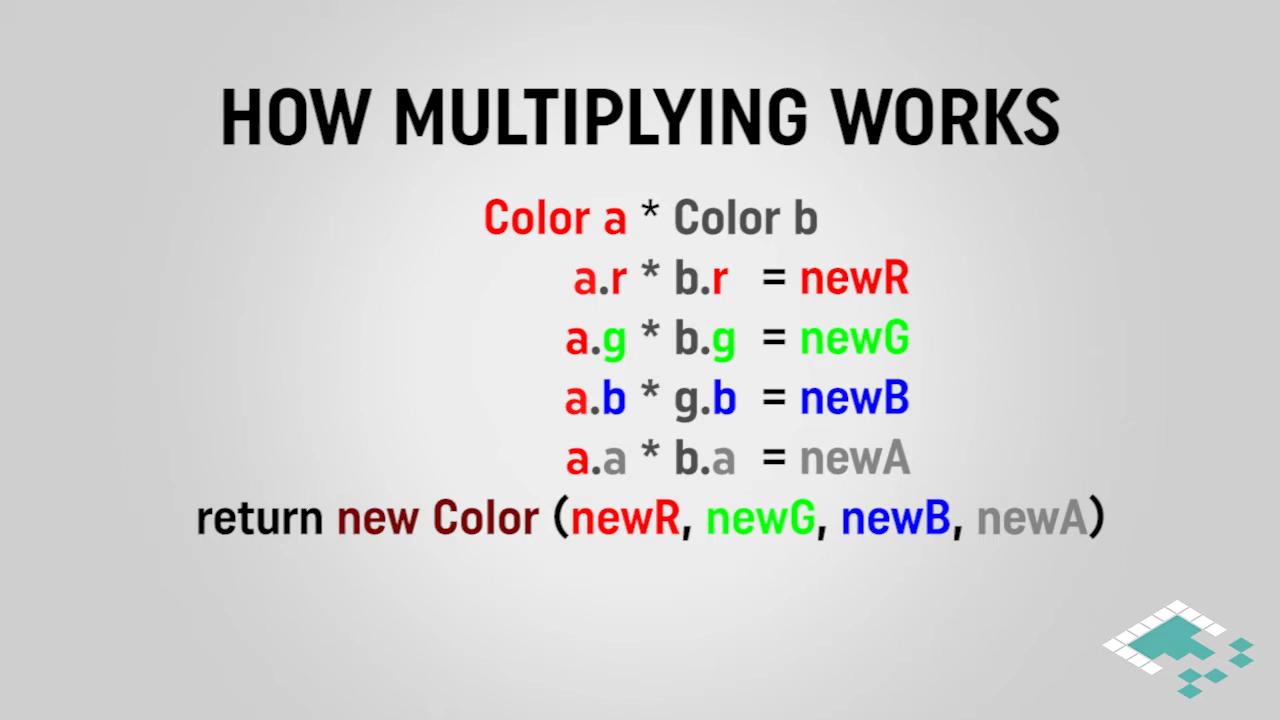 HOW MULTIPLYING WORKS
Color a * Color b
a.r * b.r = newR
a.g * b.g = newG
a.b * g.b = newB
a.a * b.a = newA
return new Color (newR, newG, newB, newA)